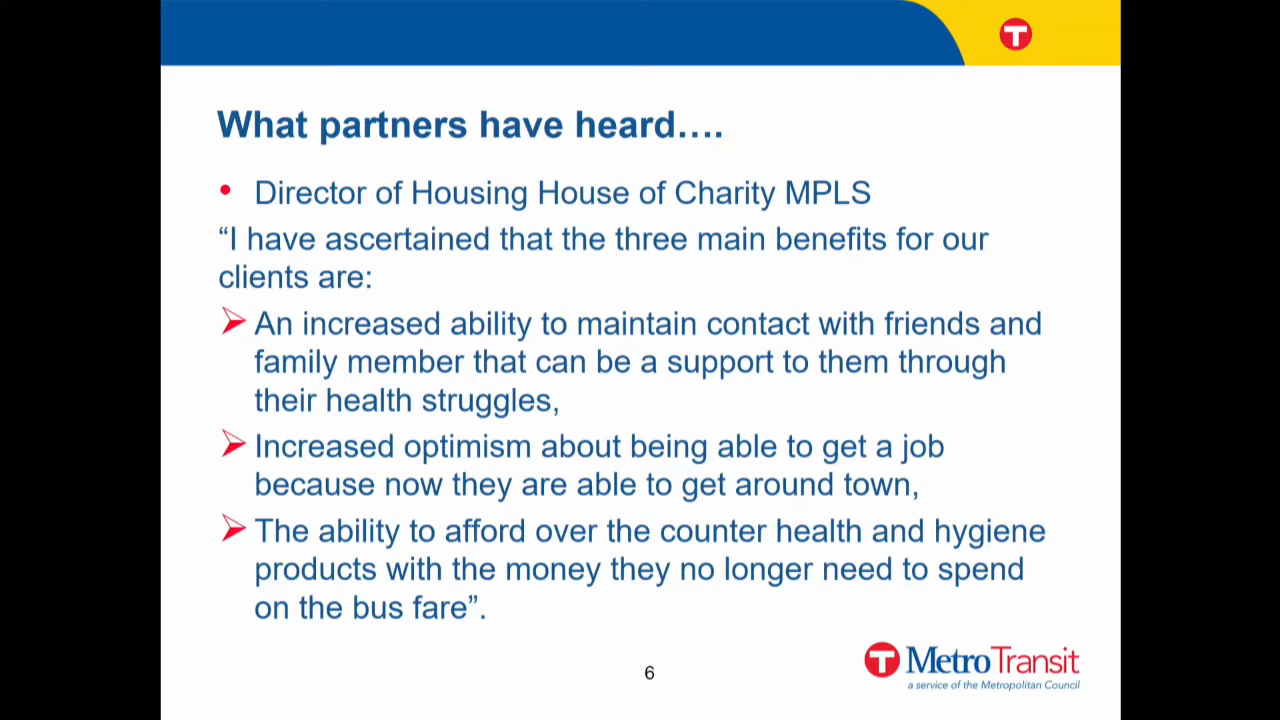 T
What partners have heard….
• Director of Housing House of Charity MPLS
“I have ascertained that the three main benefits for our
clients are:
An increased ability to maintain contact with friends and
family member that can be a support to them through
their health struggles,
Increased optimism about being able to get a job
because now they are able to get around town,
The ability to afford over the counter health and hygiene
products with the money they no longer need to spend
on the bus fare”.
T MetroTransit
a service of the Metropolitan Council
6